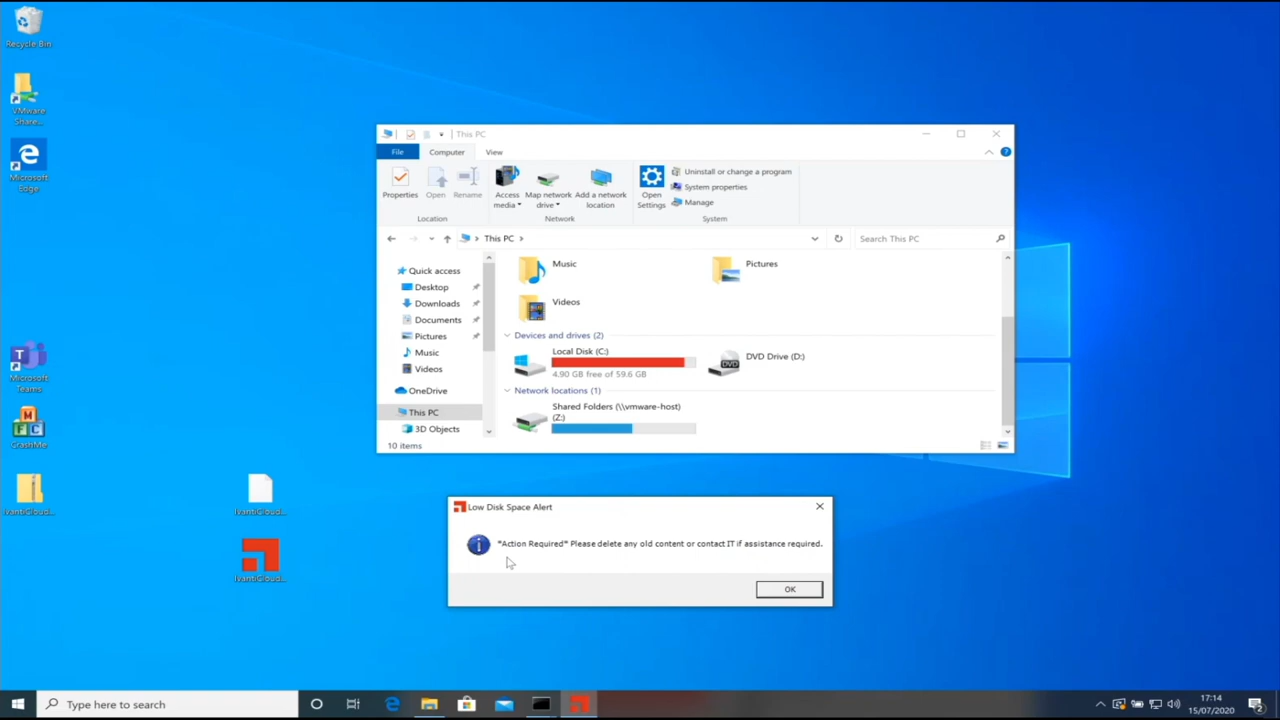 Recycle Bin
VMware
Share...
Microsoft
Edge
Microsoft
Teams
CrashMe
IvantiCloud...
IvantiCloud...
IvantiCloud...
This PC
File
Computer
View
Properties
Open
Rename
Access
media
Map network
drive
Add a network
location
Open
Settings
Uninstall or change a program
System properties
Manage
Location
Network
System
This PC
Search This PC
Quick access
Desktop
Downloads
Documents
Pictures
Music
Videos
OneDrive
This PC
3D Objects
Music
Pictures
Videos
Devices and drives (2)
Local Disk (C:)
4.90 GB free of 59.6 GB
DVD
DVD Drive (D:)
Network locations (1)
Shared Folders (\\vmware-host)
(Z:)
10 items
Low Disk Space Alert
*Action Required* Please delete any old content or contact IT if assistance required.
OK
Type here to search
17:14
15/07/2020
2